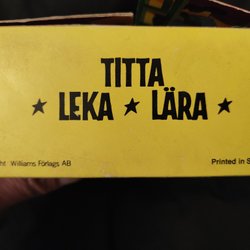 TITTA
★ LEKA ★ LÄRA ★
Williams Förlags AB
Printed in